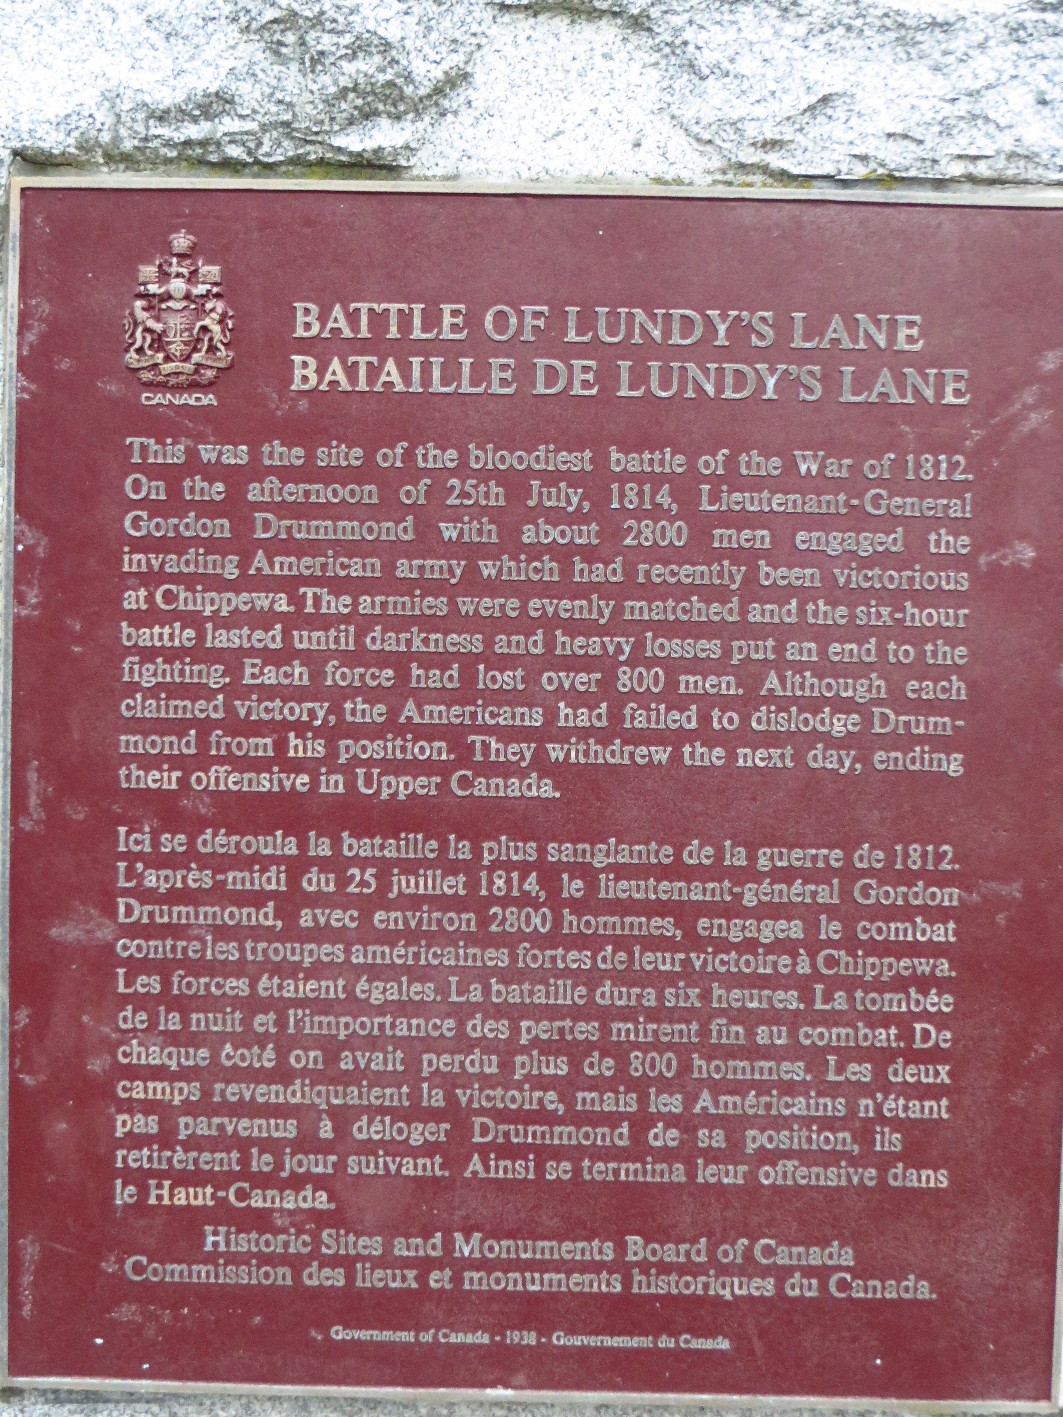 CANADA
BATTLE OF LUNDY'S LANE
BATAILLE DE LUNDY'S LANE
This was the site of the bloodiest battle of the War of 1812.
On the afternoon of 25th July, 1814, Lieutenant-General
Gordon Drummond with about 2800 men engaged the
invading American army which had recently been victorious
at Chippewa. The armies were evenly matched and the six-hour
battle lasted until darkness and heavy losses put an end to the
fighting. Each force had lost over 800 men. Although each
claimed victory, the Americans had failed to dislodge Drum-
mond from his position. They withdrew the next day, ending
their offensive in Upper Canada.
Ici se déroula la bataille la plus sanglante de la guerre de 1812.
L'après-midi du 25 juillet 1814, le lieutenant-général Gordon
Drummond, avec environ 2800 hommes, engagea le combat
contre les troupes américaines fortes de leur victoire à Chippewa.
Les forces étaient égales. La bataille dura six heures. La tombée
de la nuit et l'importance des pertes mirent fin au combat. De
chaque côté on avait perdu plus de 800 hommes. Les deux
camps revendiquaient la victoire, mais les Américains n'étant
pas parvenus à déloger Drummond de sa position, ils
retirèrent le jour suivant. Ainsi se termina leur offensive dans
le Haut-Canada.
Historic Sites and Monuments Board of Canada
Commission des lieux et monuments historiques du Canada.
Government of Canada - 1938 - Gouvernement du Canada